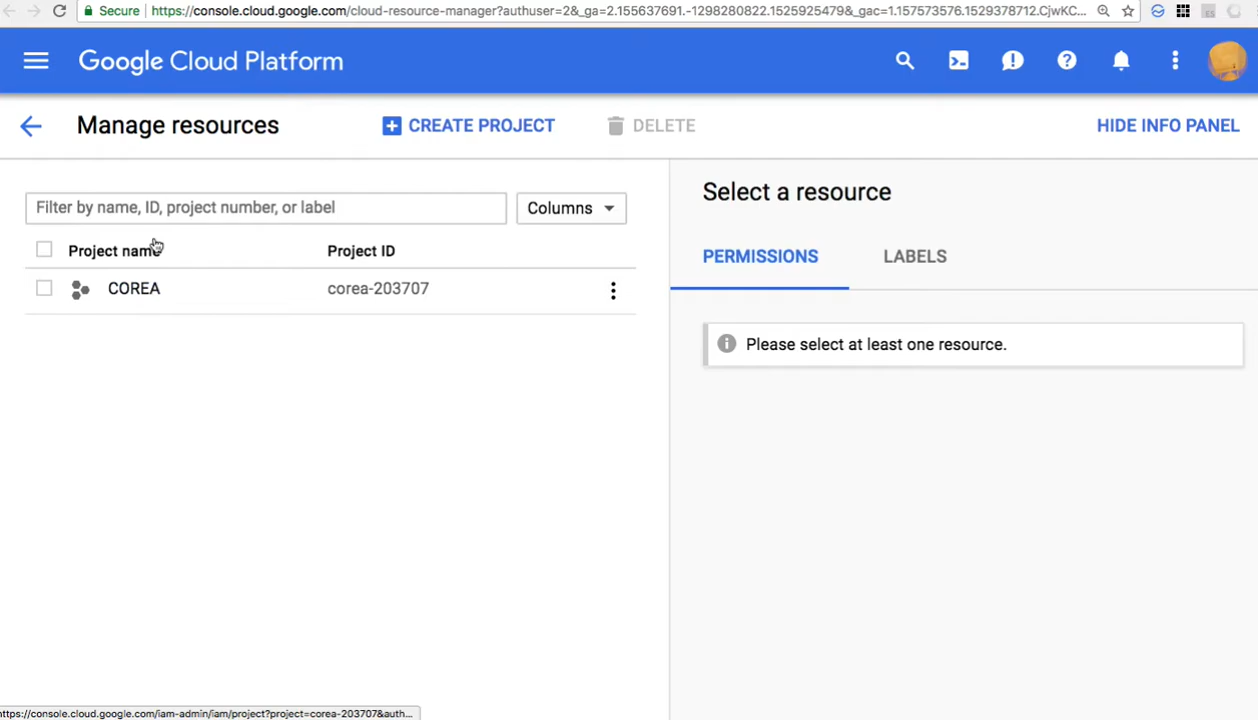 Secure https://console.cloud.google.com/cloud-resource-manager?authuser=2&_ga=2.155637691.-1298280822.1525925479&_gac=1.157573576.1529378712.CjwKC...
Google Cloud Platform
Manage resources
CREATE PROJECT
DELETE
HIDE INFO PANEL
Filter by name, ID, project number, or label
Columns
Project name
Project ID
COREA
corea-203707
Select a resource
PERMISSIONS
LABELS
Please select at least one resource.
https://console.cloud.google.com/iam-admin/iam/project?project=corea-203707&auth...